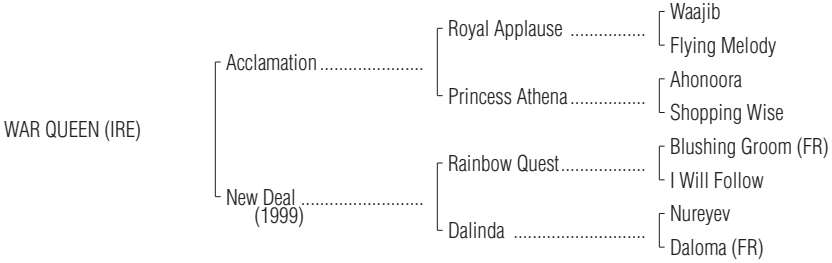 Waajib
Royal Applause ................
Flying Melody
Acclamation ......................
Ahonoora
Princess Athena ................
Shopping Wise
WAR QUEEN (IRE)
Blushing Groom (FR)
Rainbow Quest ..................
I Will Follow
New Deal ..........................
(1999)
Nureyev
Dalinda ............................
Daloma (FR)